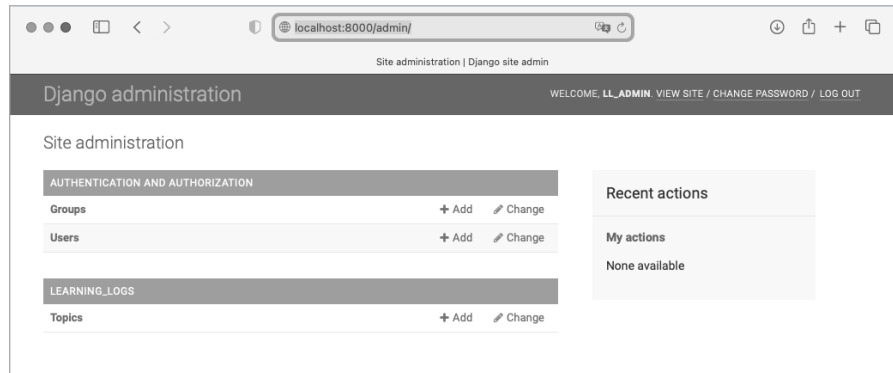 localhost:8000/admin/
Site administration | Django site admin
Django administration
WELCOME, LL_ADMIN. VIEW SITE / CHANGE PASSWORD / LOG OUT
Site administration
AUTHENTICATION AND AUTHORIZATION
Groups + Add Change
Users + Add Change
LEARNING_LOGS
Topics + Add Change
Recent actions
My actions
None available